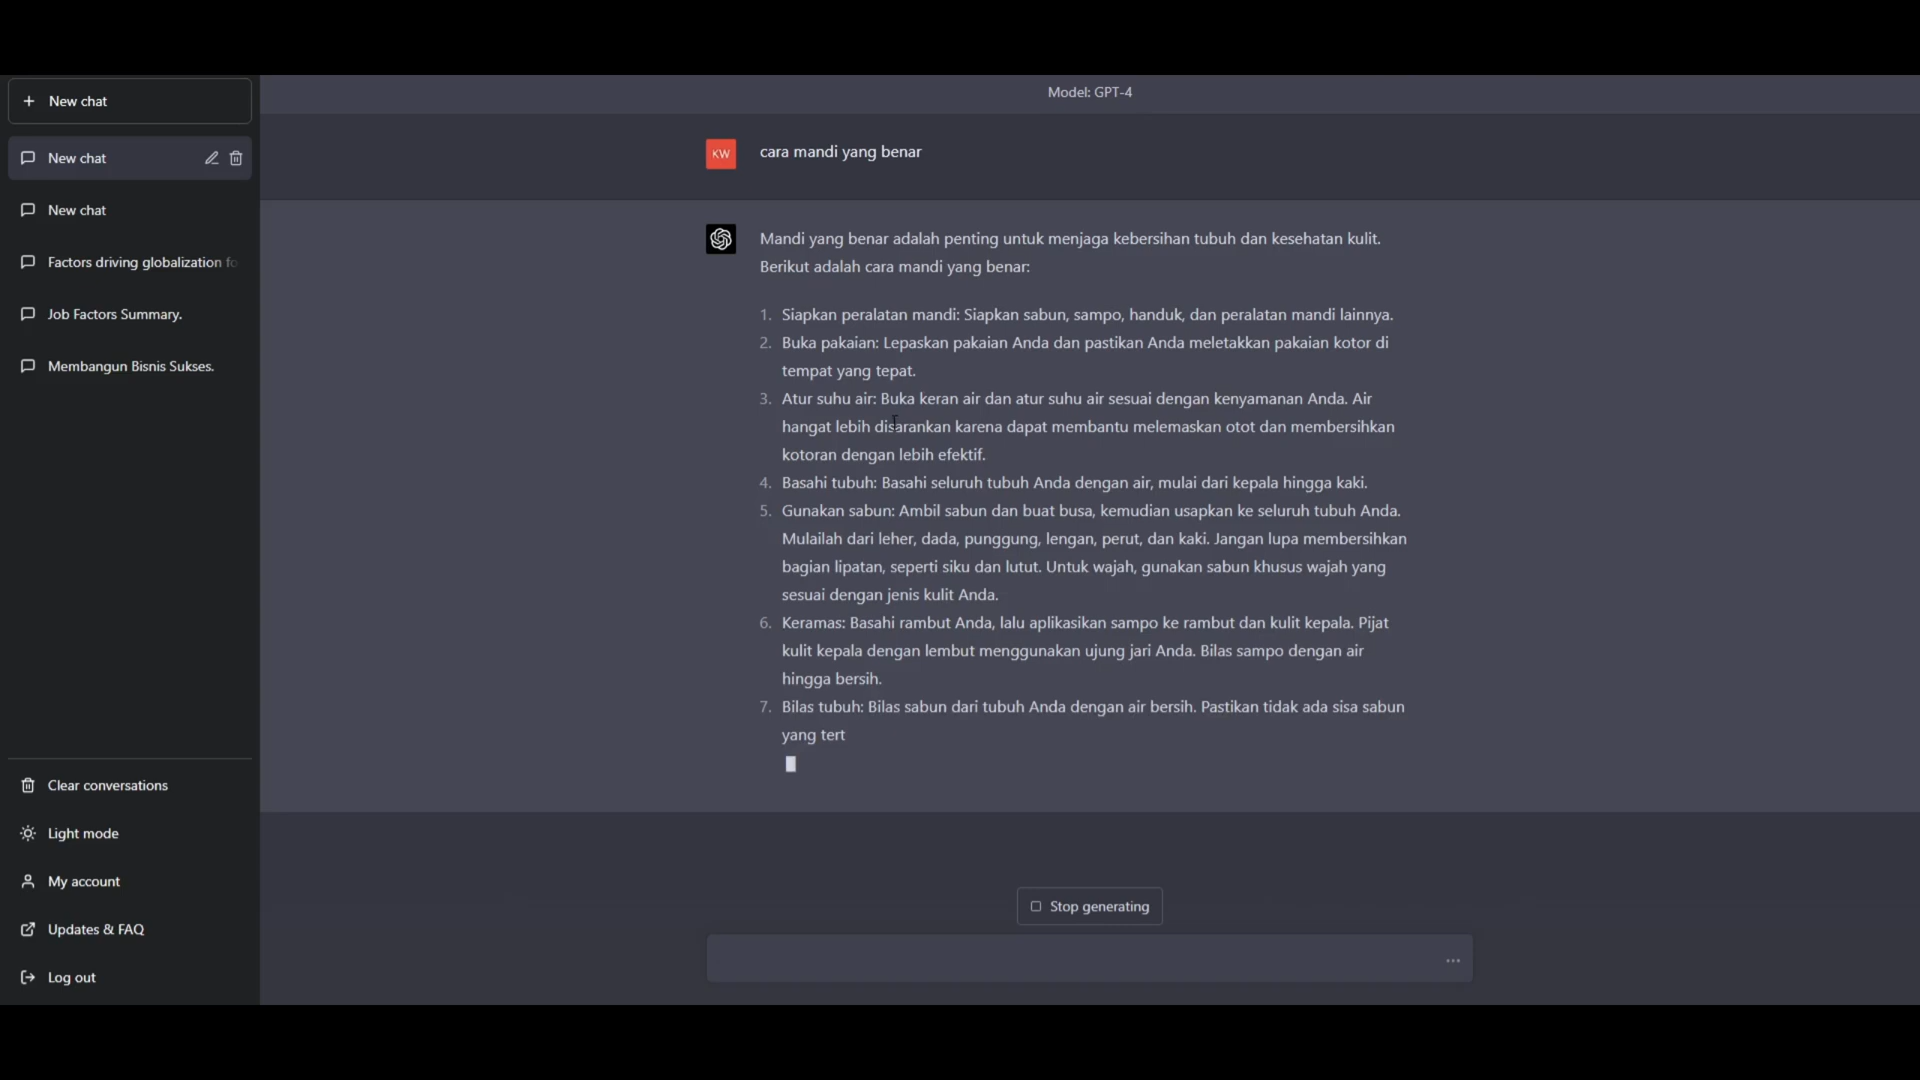 New chat
New chat
New chat
Factors driving globalization fo
Job Factors Summary.
Membangun Bisnis Sukses.
Clear conversations
Light mode
My account
Updates & FAQ
Log out
Model: GPT-4
KW
cara mandi yang benar
Mandi yang benar adalah penting untuk menjaga kebersihan tubuh dan kesehatan kulit.
Berikut adalah cara mandi yang benar:
1. Siapkan peralatan mandi: Siapkan sabun, sampo, handuk, dan peralatan mandi lainnya.
2. Buka pakaian: Lepaskan pakaian Anda dan pastikan Anda meletakkan pakaian kotor di
tempat yang tepat.
3. Atur suhu air: Buka keran air dan atur suhu air sesuai dengan kenyamanan Anda. Air
hangat lebih disarankan karena dapat membantu melemaskan otot dan membersihkan
kotoran dengan lebih efektif.
4. Basahi tubuh: Basahi seluruh tubuh Anda dengan air, mulai dari kepala hingga kaki.
5. Gunakan sabun: Ambil sabun dan buat busa, kemudian usapkan ke seluruh tubuh Anda.
Mulailah dari leher, dada, punggung, lengan, perut, dan kaki. Jangan lupa membersihkan
bagian lipatan, seperti siku dan lutut. Untuk wajah, gunakan sabun khusus wajah yang
sesuai dengan jenis kulit Anda.
6. Keramas: Basahi rambut Anda, lalu aplikasikan sampo ke rambut dan kulit kepala. Pijat
kulit kepala dengan lembut menggunakan ujung jari Anda. Bilas sampo dengan air
hingga bersih.
7. Bilas tubuh: Bilas sabun dari tubuh Anda dengan air bersih. Pastikan tidak ada sisa sabun
yang tert
Stop generating